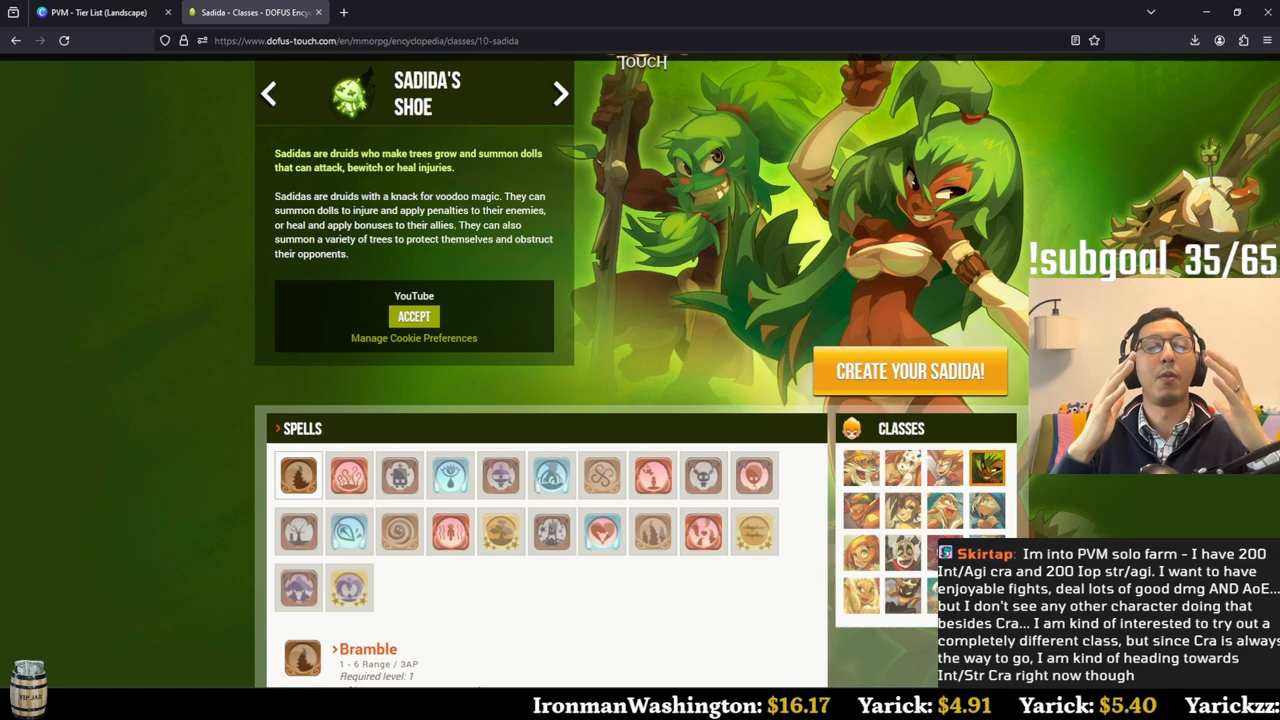 PVM - Tier List (Landscape)
Sadida - Classes - DOFUS Ency
https://www.dofus-touch.com/en/mmorpg/encyclopedia/classes/10-sadida
TOUCH
SADIDA'S
SHOE
Sadidas are druids who make trees grow and summon dolls
that can attack, bewitch or heal injuries.
Sadidas are druids with a knack for voodoo magic. They can
summon dolls to injure and apply penalties to their enemies,
or heal and apply bonuses to their allies. They can also
summon a variety of trees to protect themselves and obstruct
their opponents.
YouTube
ACCEPT
Manage Cookie Preferences
CREATE YOUR SADIDA!
!subgoal 35/65
SPELLS
CLASSES
Bramble
1 - 6 Range / 3AP
Required level: 1
Skirtap: Im into PVM solo farm - I have 200
Int/Agi cra and 200 Iop str/agi. I want to have
enjoyable fights, deal lots of good dmg AND AoE...
but I don't see any other character doing that
besides Cra... I am kind of interested to try out a
completely different class, but since Cra is always
the way to go, I am kind of heading towards
Int/Str Cra right now though
TIP JAR
IronmanWashington: $16.17 Yarick: $4.91 Yarick: $5.40 Yarickzz: